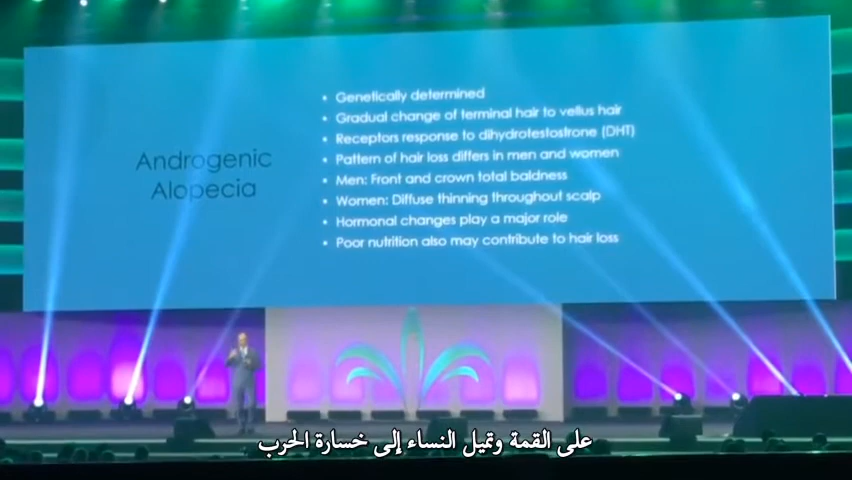 Androgenic
Alopecia
• Genetically determined
• Gradual change of terminal hair to vellus hair
• Receptors response to dihydrotestostrone (DHT)
• Pattern of hair loss differs in men and women
• Men: Front and crown total baldness
• Women: Diffuse thinning throughout scalp
• Hormonal changes play a major role
• Poor nutrition also may contribute to hair loss
على القمة وتميل النساء إلى خسارة الحرب